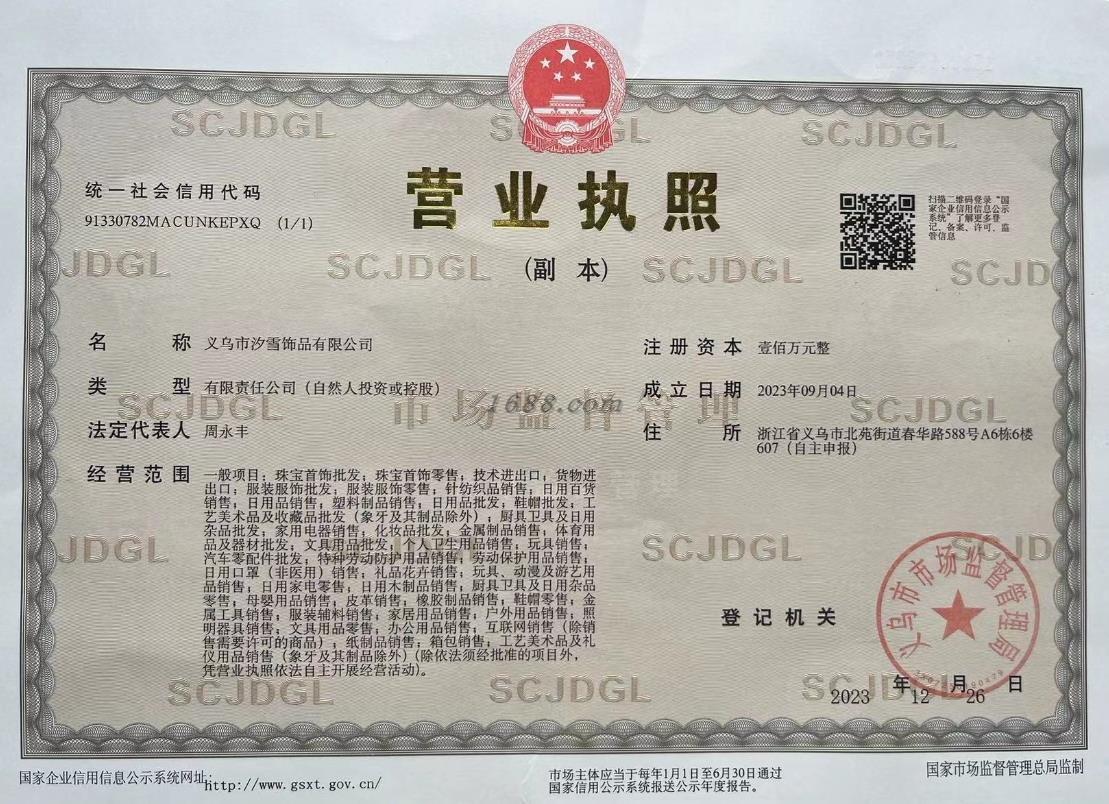 SCJDGL
SCJDGL
统一社会信用代码
91330782MACUNKEPXQ (1/1)
营业执照
(副 本)
扫描二维码登录“国
家企业信用信息公示
系统”了解更多登
记、备案、许可、监
管信息
JDGL
SCJDGL
SCJDGL
SCJD
名 称 义乌市汐雪饰品有限公司
类 型 有限责任公司（自然人投资或控股）
法定代表人 周永丰
经营范围 一般项目：珠宝首饰批发；珠宝首饰零售；技术进出口；货物进
出口；服装服饰批发；服装服饰零售；针纺织品销售；日用百货
销售；日用品销售；塑料制品销售；日用品批发；鞋帽批发；工
艺美术品及收藏品批发（象牙及其制品除外）；厨具卫具及日用
杂品批发；家用电器销售；化妆品批发；金属制品销售；体育用
品及器材批发；文具用品批发；个人卫生用品销售；玩具销售；
汽车零配件批发；特种劳动防护用品销售；劳动保护用品销售；
日用口罩（非医用）销售；礼品花卉销售；玩具、动漫及游艺用
品销售；日用家电零售；日用木制品销售；厨具卫具及日用杂品
零售；母婴用品销售；皮革销售；橡胶制品销售；鞋帽零售；金
属工具销售；服装辅料销售；家居用品销售；户外用品销售；照
明器具销售；文具用品零售；办公用品销售；互联网销售（除销
售需要许可的商品）；纸制品销售；箱包销售；工艺美术品及礼
仪用品销售（象牙及其制品除外）(除依法须经批准的项目外，
凭营业执照依法自主开展经营活动)。
注册资本 壹佰万元整
成立日期 2023年09月04日
住 所 浙江省义乌市北苑街道春华路588号A6栋6楼
607（自主申报）
SCJDGL
市场监督管理
1688.com
SCJDGL
JDGL
SCJDGL
SCJD
登记机关
义乌市市场监督管理局
SCJDGL
SCJDGL
2023 年 12 月 26 日
国家企业信用信息公示系统网址：http://www.gsxt.gov.cn/
市场主体应当于每年1月1日至6月30日通过
国家信用公示系统报送公示年度报告。
国家市场监督管理总局监制